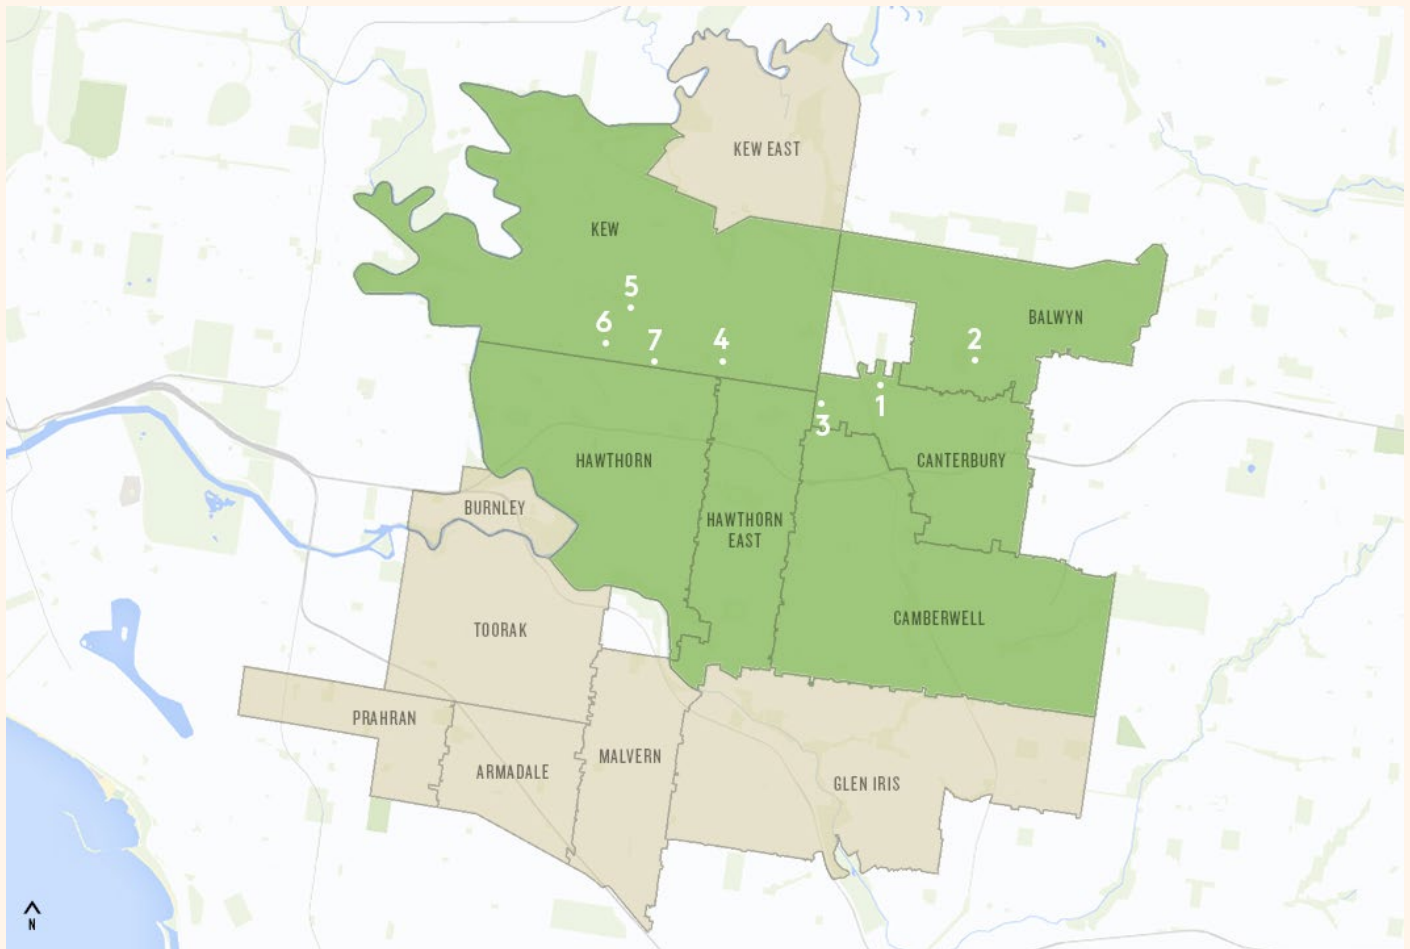 KEW EAST
KEW
5
BALWYN
6
7
4
2
1
3
HAWTHORN
CANTERBURY
BURNLEY
HAWTHORN
EAST
CAMBERWELL
TOORAK
PRAHRAN
MALVERN
ARMADALE
GLEN IRIS
N